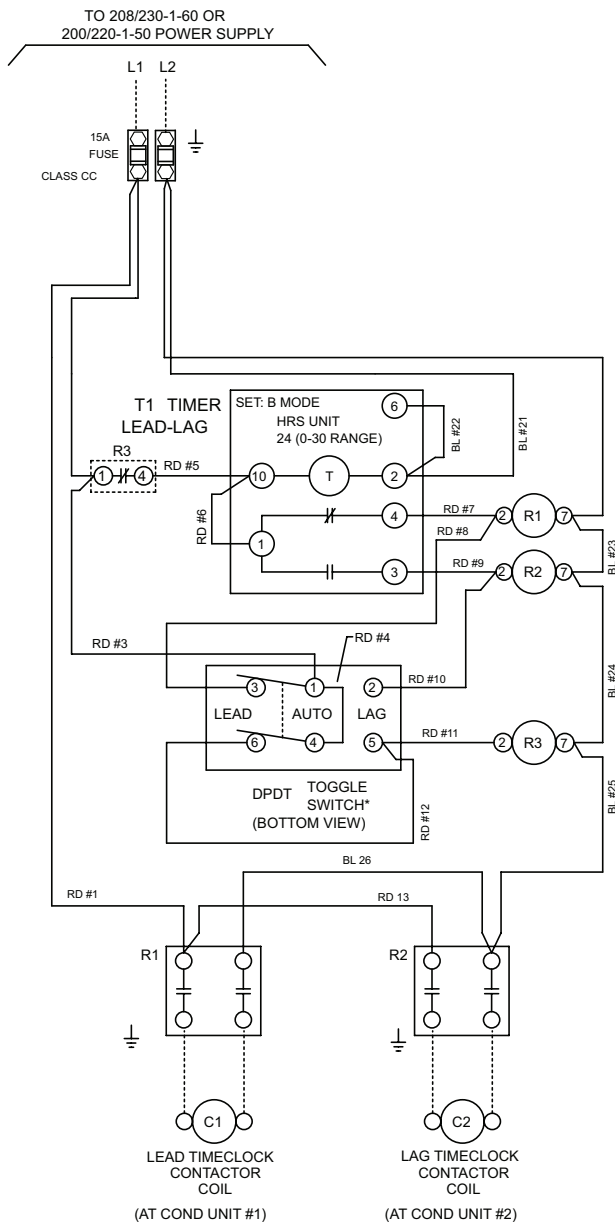 TO 208/230-1-60 OR
200/220-1-50 POWER SUPPLY
L1 L2
15A
FUSE
CLASS CC
T1 TIMER
LEAD-LAG
SET: B MODE
HRS UNIT
24 (0-30 RANGE)
6
BL #22
BL #21
R3
1 4
RD #5
10
T
2
RD #6
4
RD #7
2 R1 7
RD #8
1
BL #23
3
RD #9
2 R2 7
RD #3
RD #4
BL #24
3 1 2
RD #10
LEAD AUTO LAG
6 4 5
RD #11
2 R3 7
DPDT TOGGLE
SWITCH*
(BOTTOM VIEW)
RD #12
BL #25
BL 26
RD #1
RD 13
R1
R2
C1
C2
LEAD TIMECLOCK
CONTACTOR
COIL
(AT COND UNIT #1)
LAG TIMECLOCK
CONTACTOR
COIL
(AT COND UNIT #2)